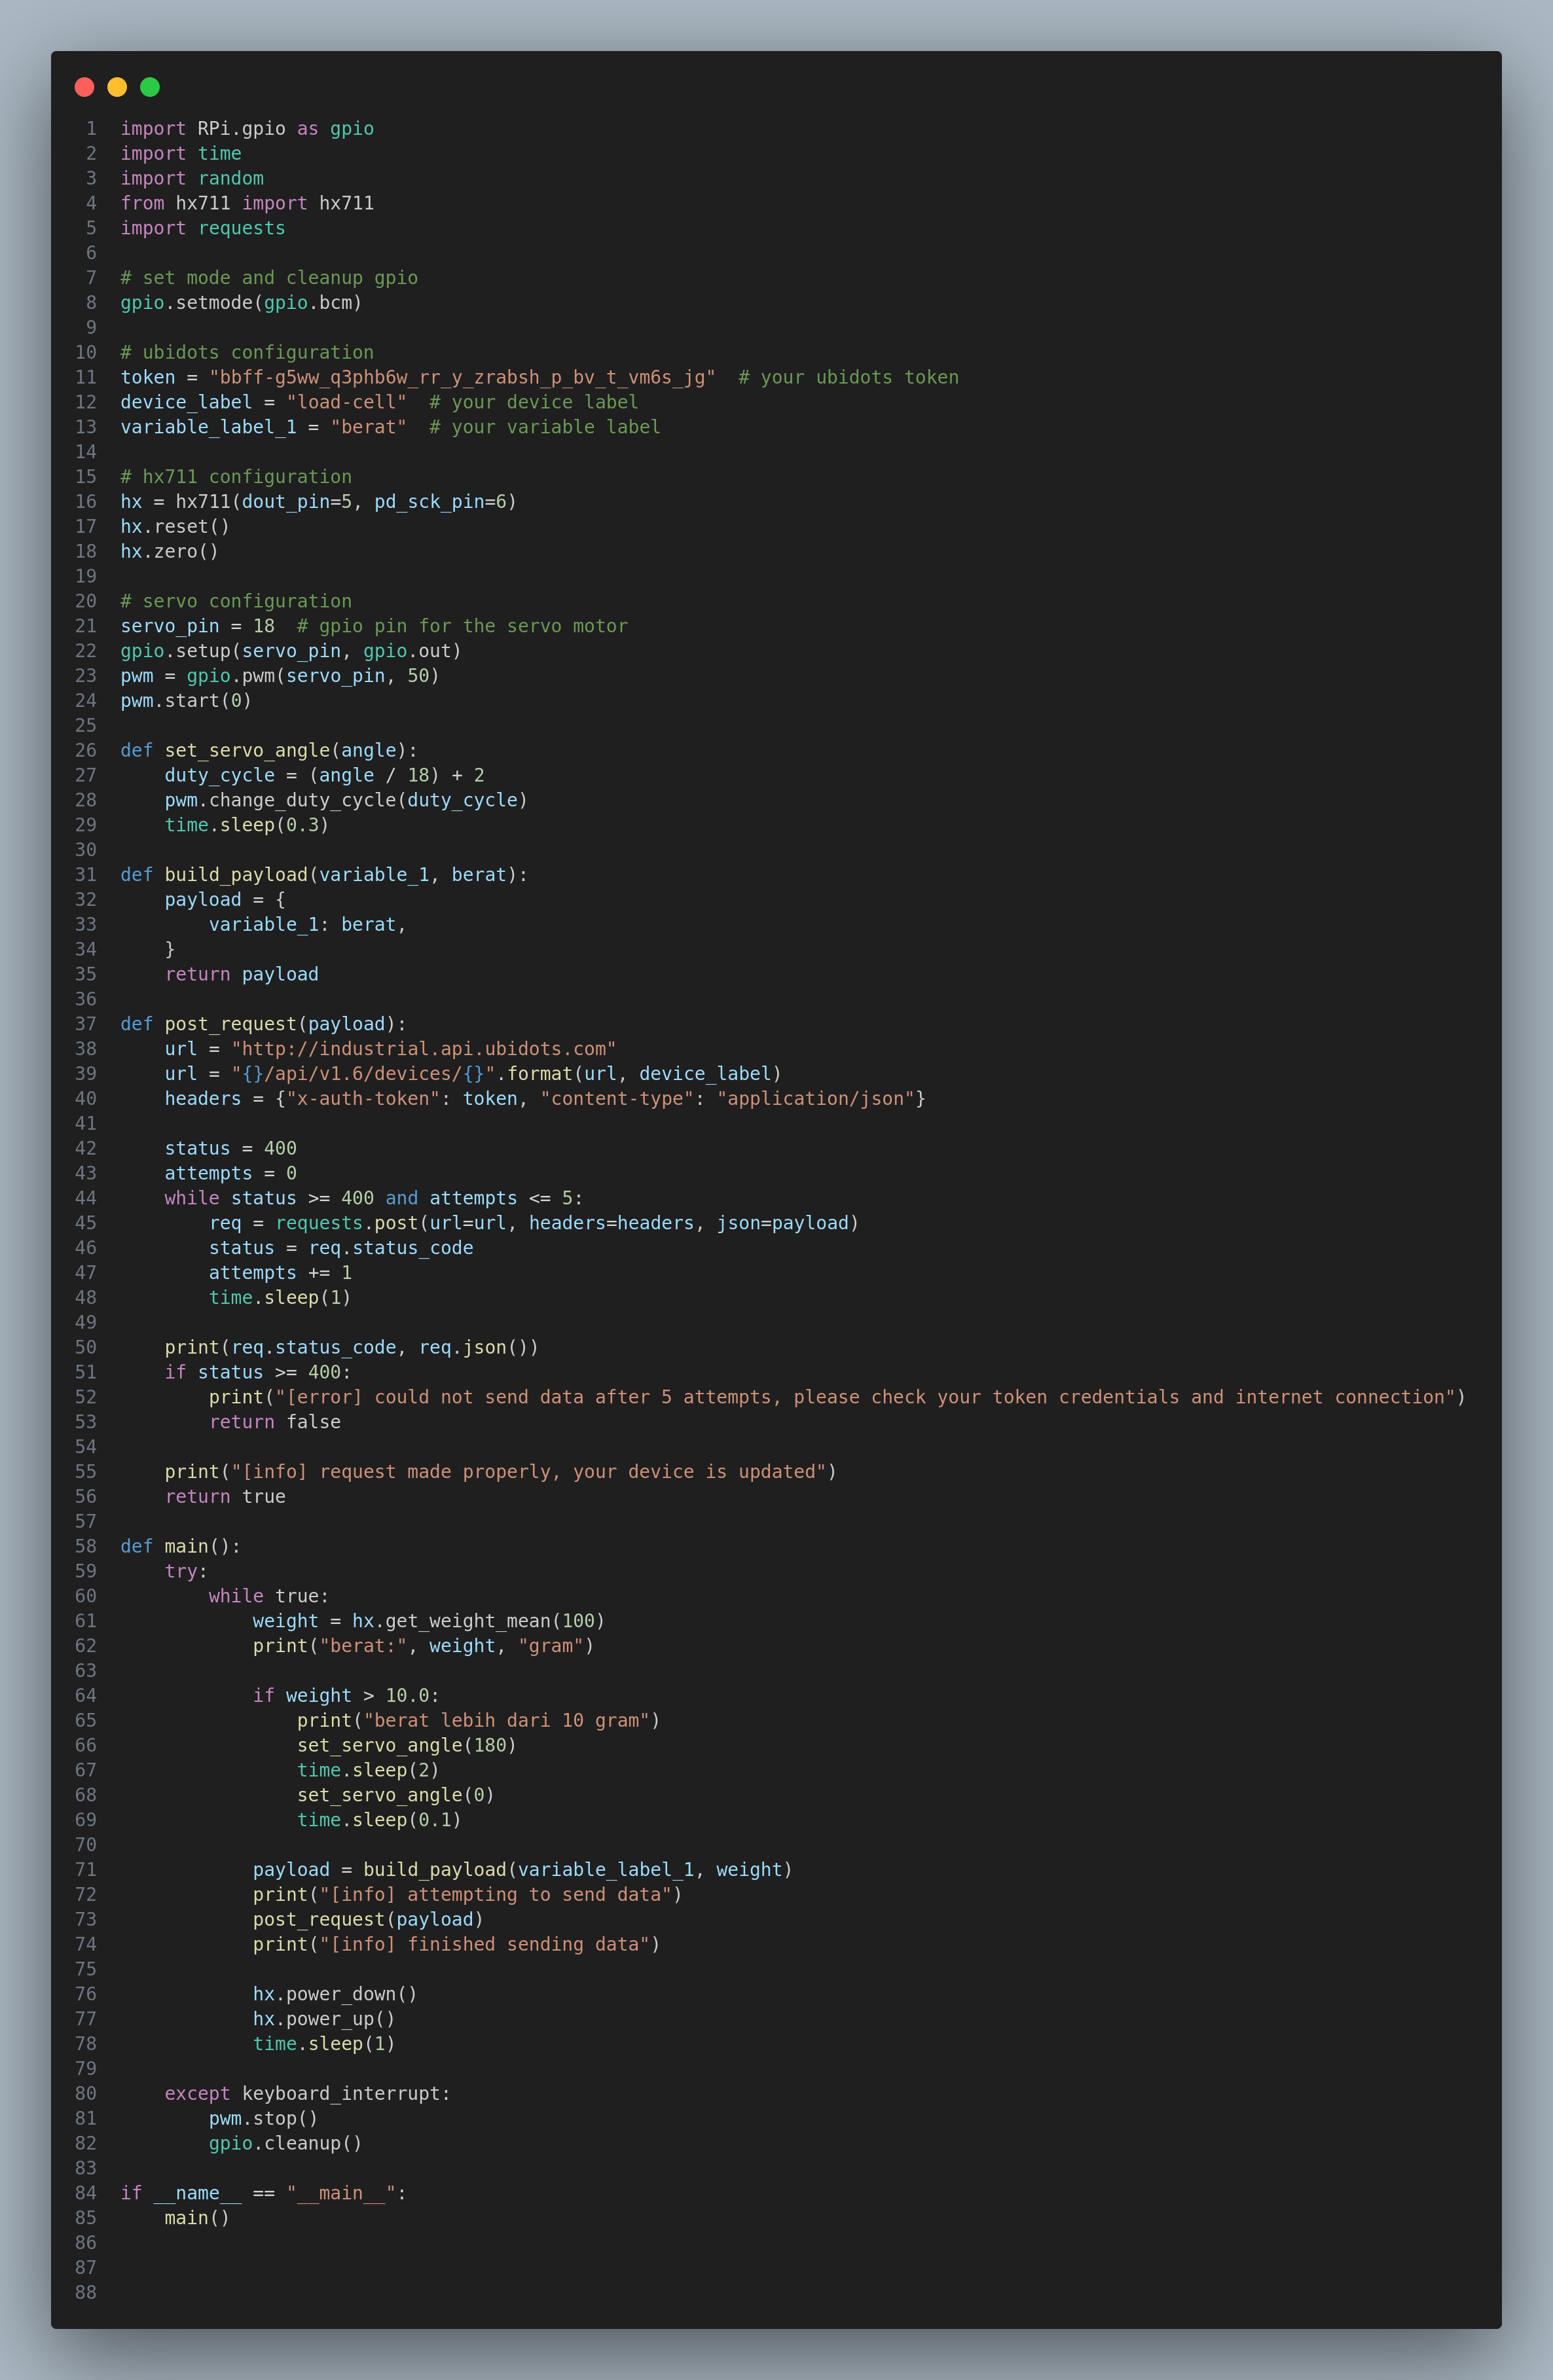 1 import RPi.gpio as gpio
2 import time
3 import random
4 from hx711 import hx711
5 import requests
6
7 # set mode and cleanup gpio
8 gpio.setmode(gpio.bcm)
9
10 # ubidots configuration
11 token = "bbff-g5ww_q3phb6w_rr_y_zrabsh_p_bv_t_vm6s_jg"  # your ubidots token
12 device_label = "load-cell"  # your device label
13 variable_label_1 = "berat"  # your variable label
14
15 # hx711 configuration
16 hx = hx711(dout_pin=5, pd_sck_pin=6)
17 hx.reset()
18 hx.zero()
19
20 # servo configuration
21 servo_pin = 18  # gpio pin for the servo motor
22 gpio.setup(servo_pin, gpio.out)
23 pwm = gpio.pwm(servo_pin, 50)
24 pwm.start(0)
25
26 def set_servo_angle(angle):
27     duty_cycle = (angle / 18) + 2
28     pwm.change_duty_cycle(duty_cycle)
29     time.sleep(0.3)
30
31 def build_payload(variable_1, berat):
32     payload = {
33         variable_1: berat,
34     }
35     return payload
36
37 def post_request(payload):
38     url = "http://industrial.api.ubidots.com"
39     url = "{}/api/v1.6/devices/{}".format(url, device_label)
40     headers = {"x-auth-token": token, "content-type": "application/json"}
41
42     status = 400
43     attempts = 0
44     while status >= 400 and attempts <= 5:
45         req = requests.post(url=url, headers=headers, json=payload)
46         status = req.status_code
47         attempts += 1
48         time.sleep(1)
49
50     print(req.status_code, req.json())
51     if status >= 400:
52         print("[error] could not send data after 5 attempts, please check your token credentials and internet connection")
53         return false
54
55     print("[info] request made properly, your device is updated")
56     return true
57
58 def main():
59     try:
60         while true:
61             weight = hx.get_weight_mean(100)
62             print("berat:", weight, "gram")
63
64             if weight > 10.0:
65                 print("berat lebih dari 10 gram")
66                 set_servo_angle(180)
67                 time.sleep(2)
68                 set_servo_angle(0)
69                 time.sleep(0.1)
70
71             payload = build_payload(variable_label_1, weight)
72             print("[info] attempting to send data")
73             post_request(payload)
74             print("[info] finished sending data")
75
76             hx.power_down()
77             hx.power_up()
78             time.sleep(1)
79
80     except keyboard_interrupt:
81         pwm.stop()
82         gpio.cleanup()
83
84 if __name__ == "__main__":
85     main()
86
87
88